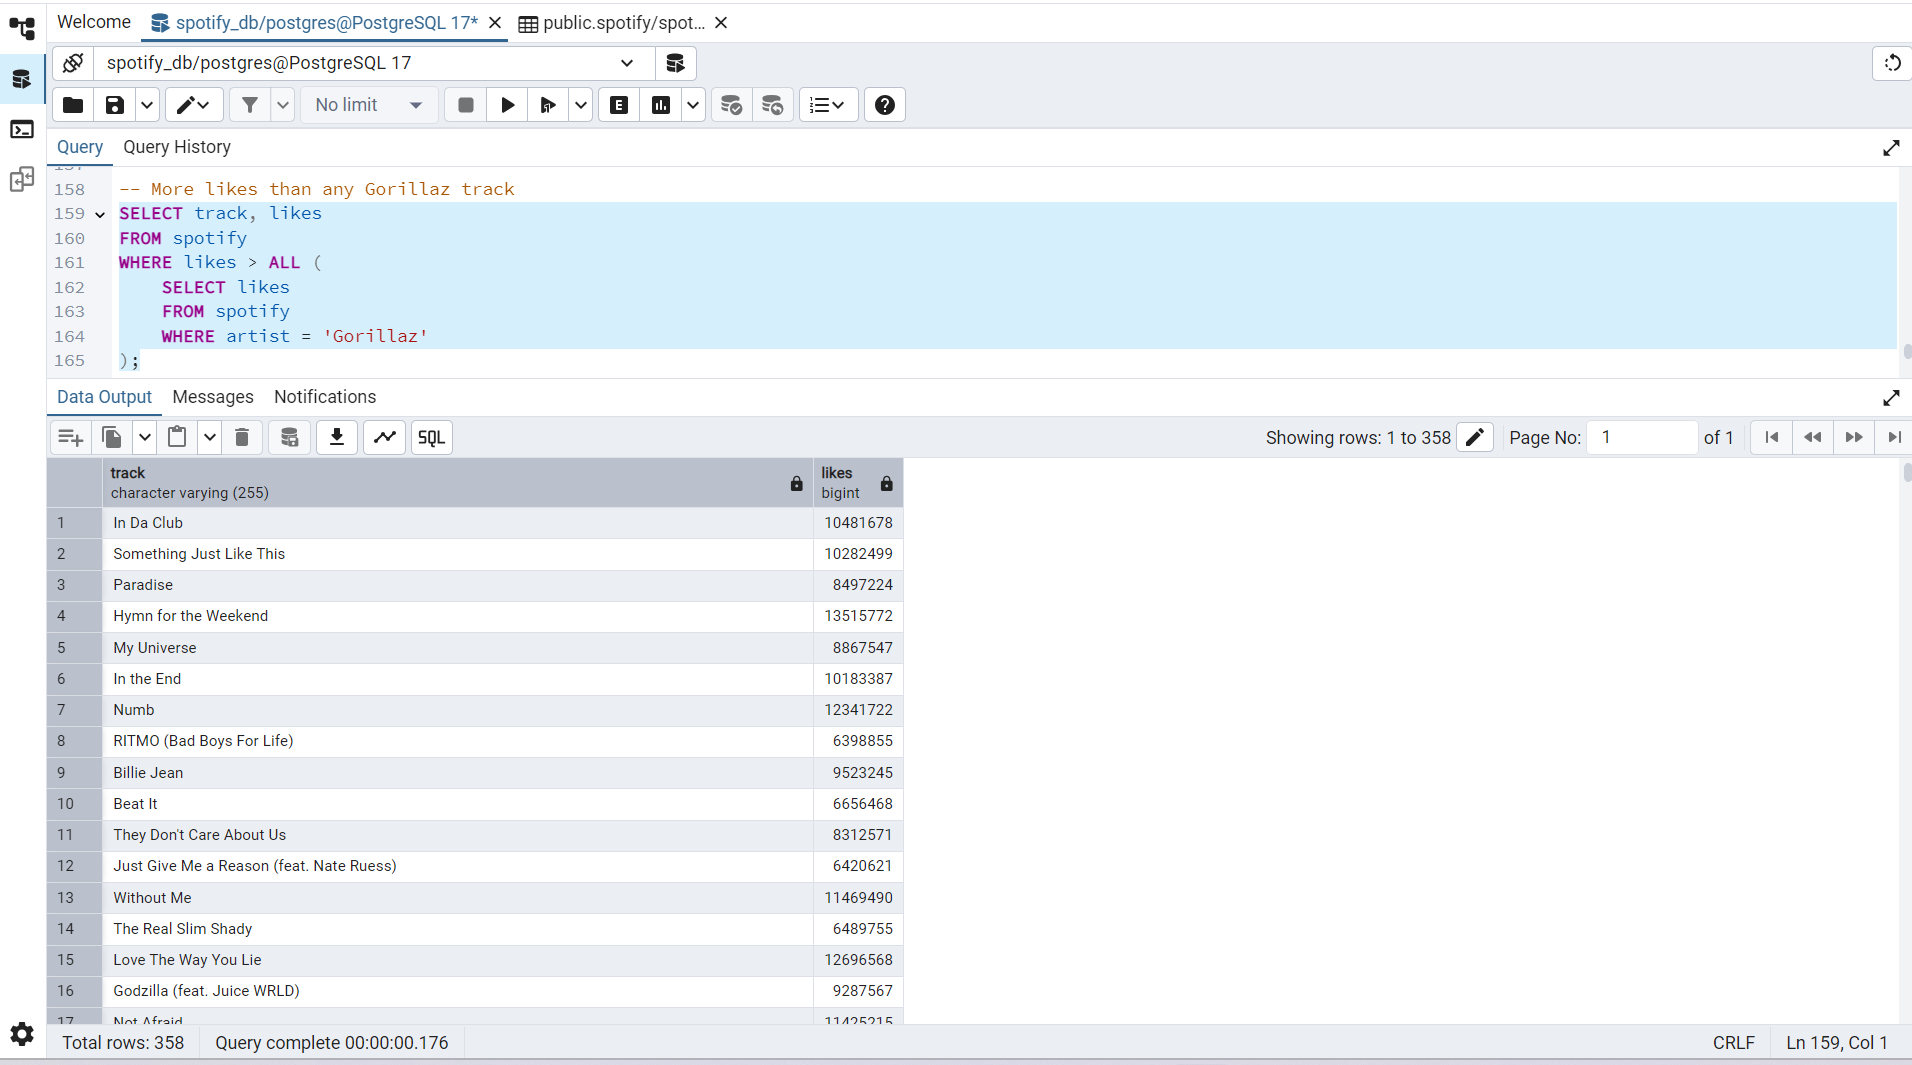 Welcome
spotify_db/postgres@PostgreSQL 17*
public.spotify/spot...
spotify_db/postgres@PostgreSQL 17
No limit
E
Query
Query History
157
158 -- More likes than any Gorillaz track
159 SELECT track, likes
160 FROM spotify
161 WHERE likes > ALL (
162 SELECT likes
163 FROM spotify
164 WHERE artist = 'Gorillaz'
165 );
Data Output
Messages
Notifications
SQL
Showing rows: 1 to 358
Page No: 1 of 1
track likes
character varying (255) bigint
1 In Da Club 10481678
2 Something Just Like This 10282499
3 Paradise 8497224
4 Hymn for the Weekend 13515772
5 My Universe 8867547
6 In the End 10183387
7 Numb 12341722
8 RITMO (Bad Boys For Life) 6398855
9 Billie Jean 9523245
10 Beat It 6656468
11 They Don't Care About Us 8312571
12 Just Give Me a Reason (feat. Nate Ruess) 6420621
13 Without Me 11469490
14 The Real Slim Shady 6489755
15 Love The Way You Lie 12696568
16 Godzilla (feat. Juice WRLD) 9287567
17 Not Afraid 11425215
Total rows: 358
Query complete 00:00:00.176
CRLF
Ln 159, Col 1